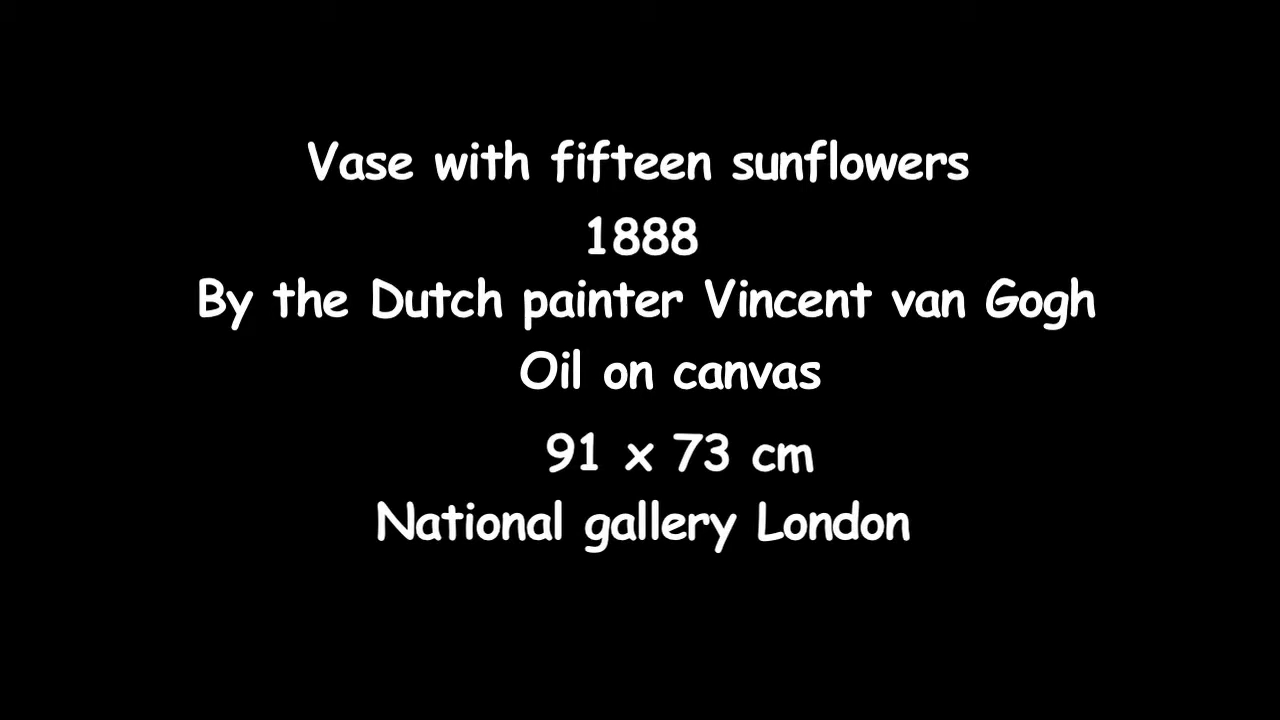 Vase with fifteen sunflowers
1888
By the Dutch painter Vincent van Gogh
Oil on canvas
91 x 73 cm
National gallery London